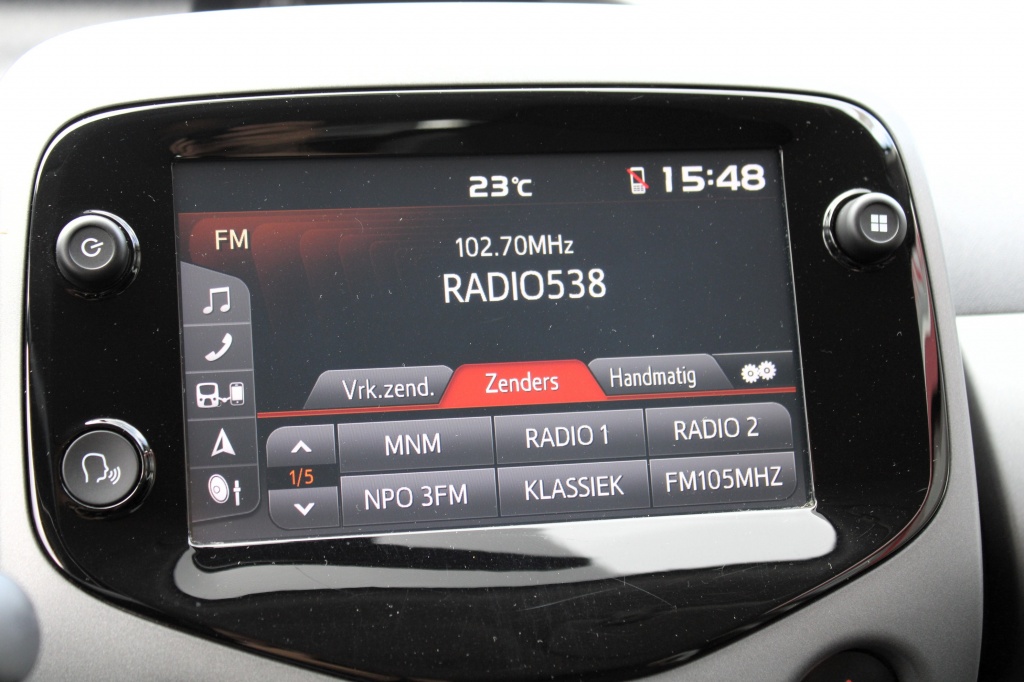 23°C
15:48
FM
102.70MHz
RADIO538
Vrk.zend.
Zenders
Handmatig
MNM
RADIO 1
RADIO 2
1/5
NPO 3FM
KLASSIEK
FM105MHZ